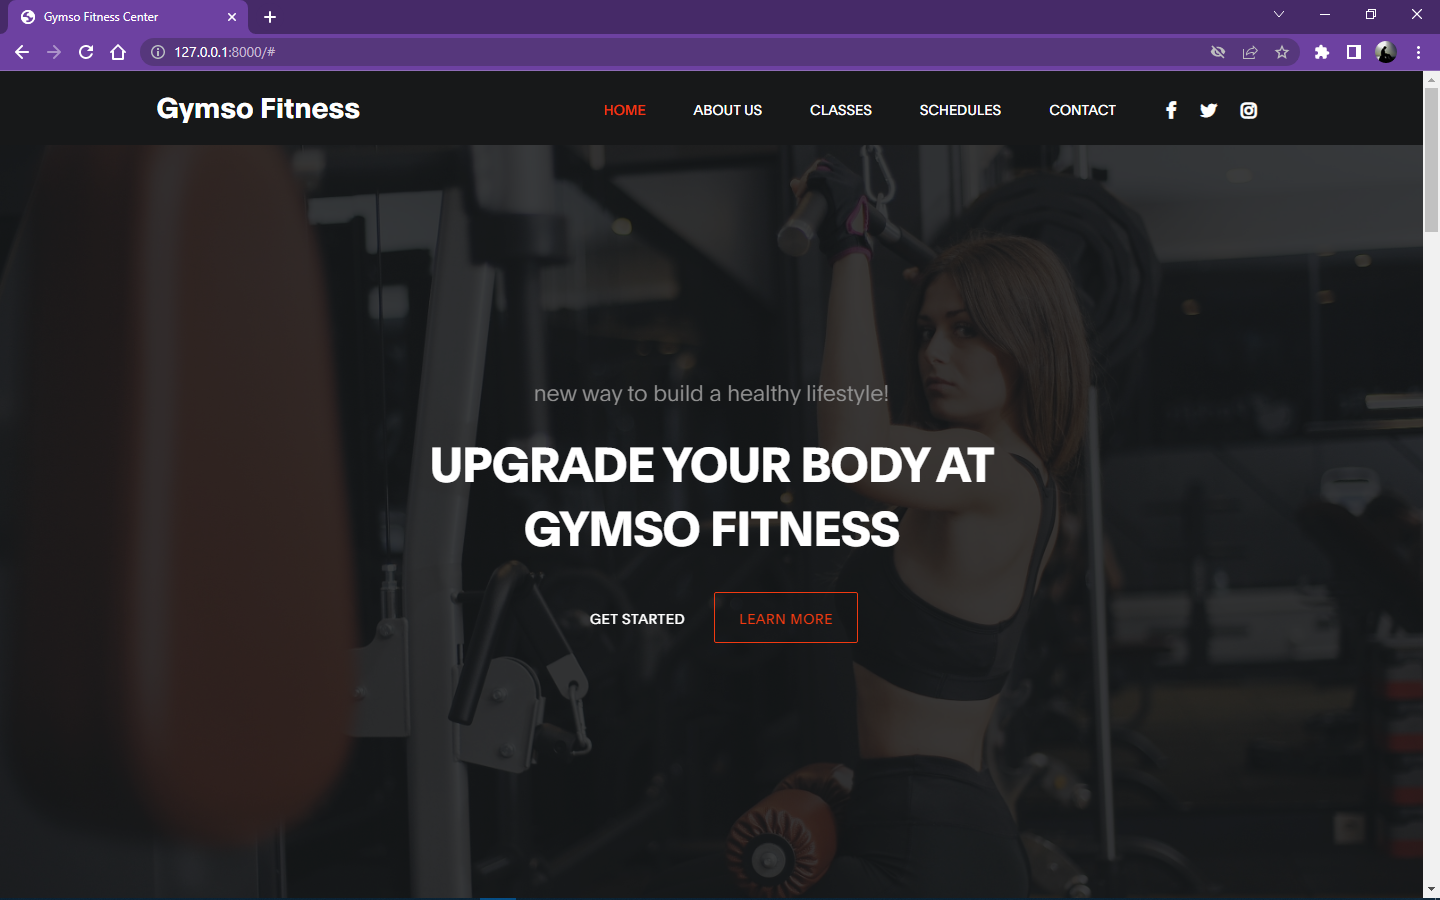 Gymso Fitness Center
127.0.0.1:8000/#
Gymso Fitness
HOME
ABOUT US
CLASSES
SCHEDULES
CONTACT
new way to build a healthy lifestyle!
UPGRADE YOUR BODY AT
GYMSO FITNESS
GET STARTED
LEARN MORE